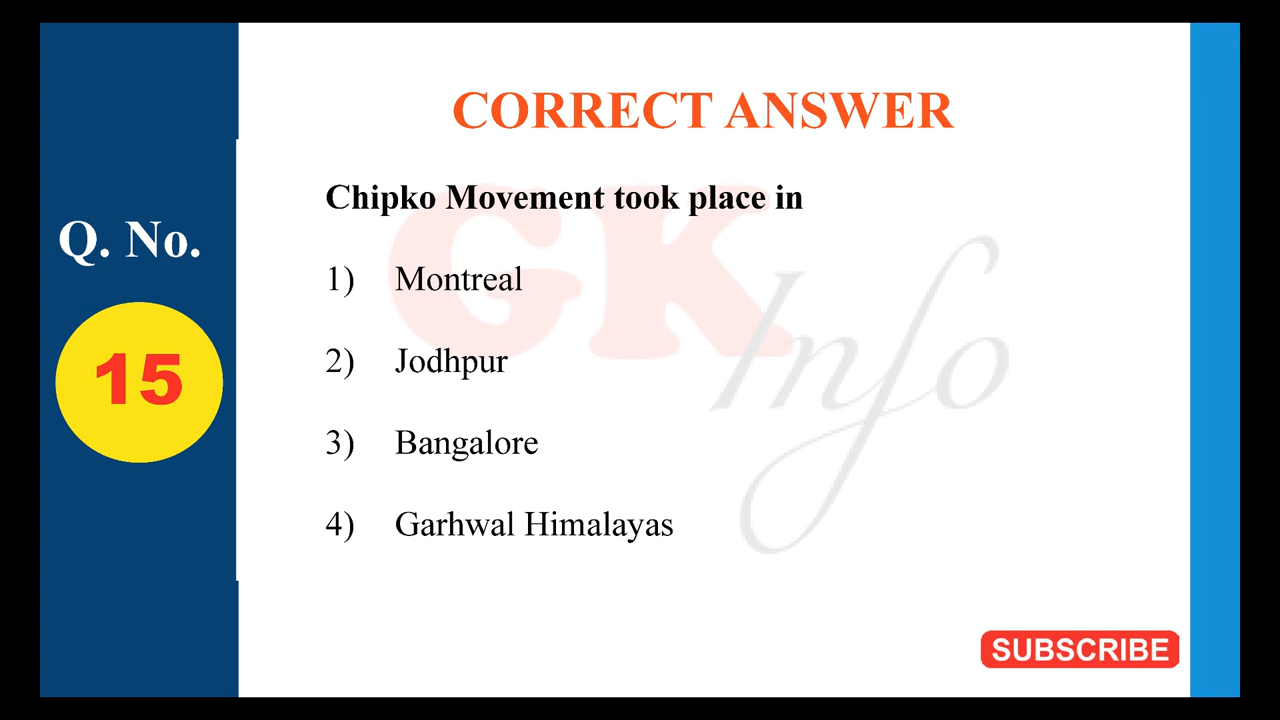 CORRECT ANSWER
Chipko Movement took place in
Q. No.
15
1) Montreal
2) Jodhpur
3) Bangalore
4) Garhwal Himalayas
GK Info
SUBSCRIBE